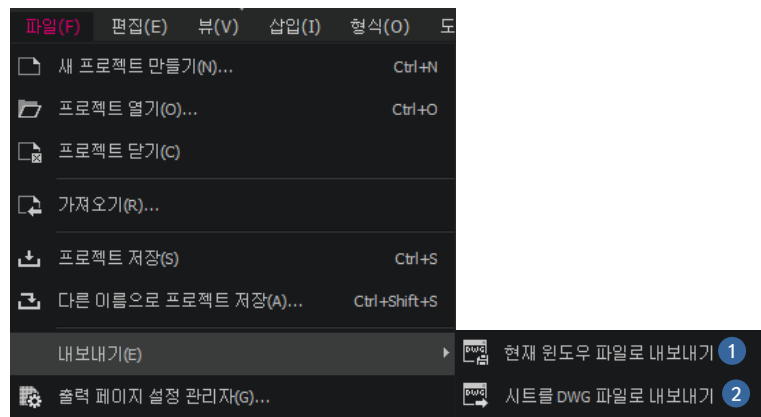 파일(F) 편집(E) 뷰(V) 삽입(I) 형식(O) 도
새 프로젝트 만들기(N)... Ctrl+N
프로젝트 열기(O)... Ctrl+O
프로젝트 닫기(C)
가져오기(R)...
프로젝트 저장(S) Ctrl+S
다른 이름으로 프로젝트 저장(A)... Ctrl+Shift+S
내보내기(E) DWG 현재 윈도우 파일로 내보내기 1
출력 페이지 설정 관리자(G)... DWG 시트를 DWG 파일로 내보내기 2